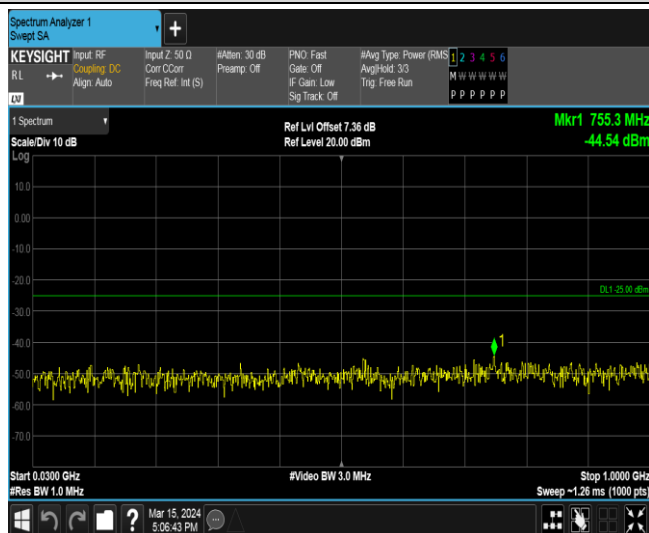 Spectrum Analyzer 1
Swept SA
+
KEYSIGHT
RL
LXI
Input: RF
Coupling: DC
Align: Auto
Input Z: 50 Ω
Corr CCorr
Freq Ref: Int (S)
#Atten: 30 dB
Preamp: Off
PNO: Fast
Gate: Off
IF Gain: Low
Sig Track: Off
#Avg Type: Power (RMS
Avg|Hold: 3/3
Trig: Free Run
1 2 3 4 5 6
M W W W W W
P P P P P P
1 Spectrum
Scale/Div 10 dB
Log
Ref Lvl Offset 7.36 dB
Ref Level 20.00 dBm
Mkr1 755.3 MHz
-44.54 dBm
10.0
0.00
-10.0
-20.0
DL1 -25.00 dBm
-30.0
-40.0
1
-50.0
-60.0
-70.0
Start 0.0300 GHz
#Video BW 3.0 MHz
Stop 1.0000 GHz
#Res BW 1.0 MHz
Sweep ~1.26 ms (1000 pts)
?
Mar 15, 2024
5:06:43 PM